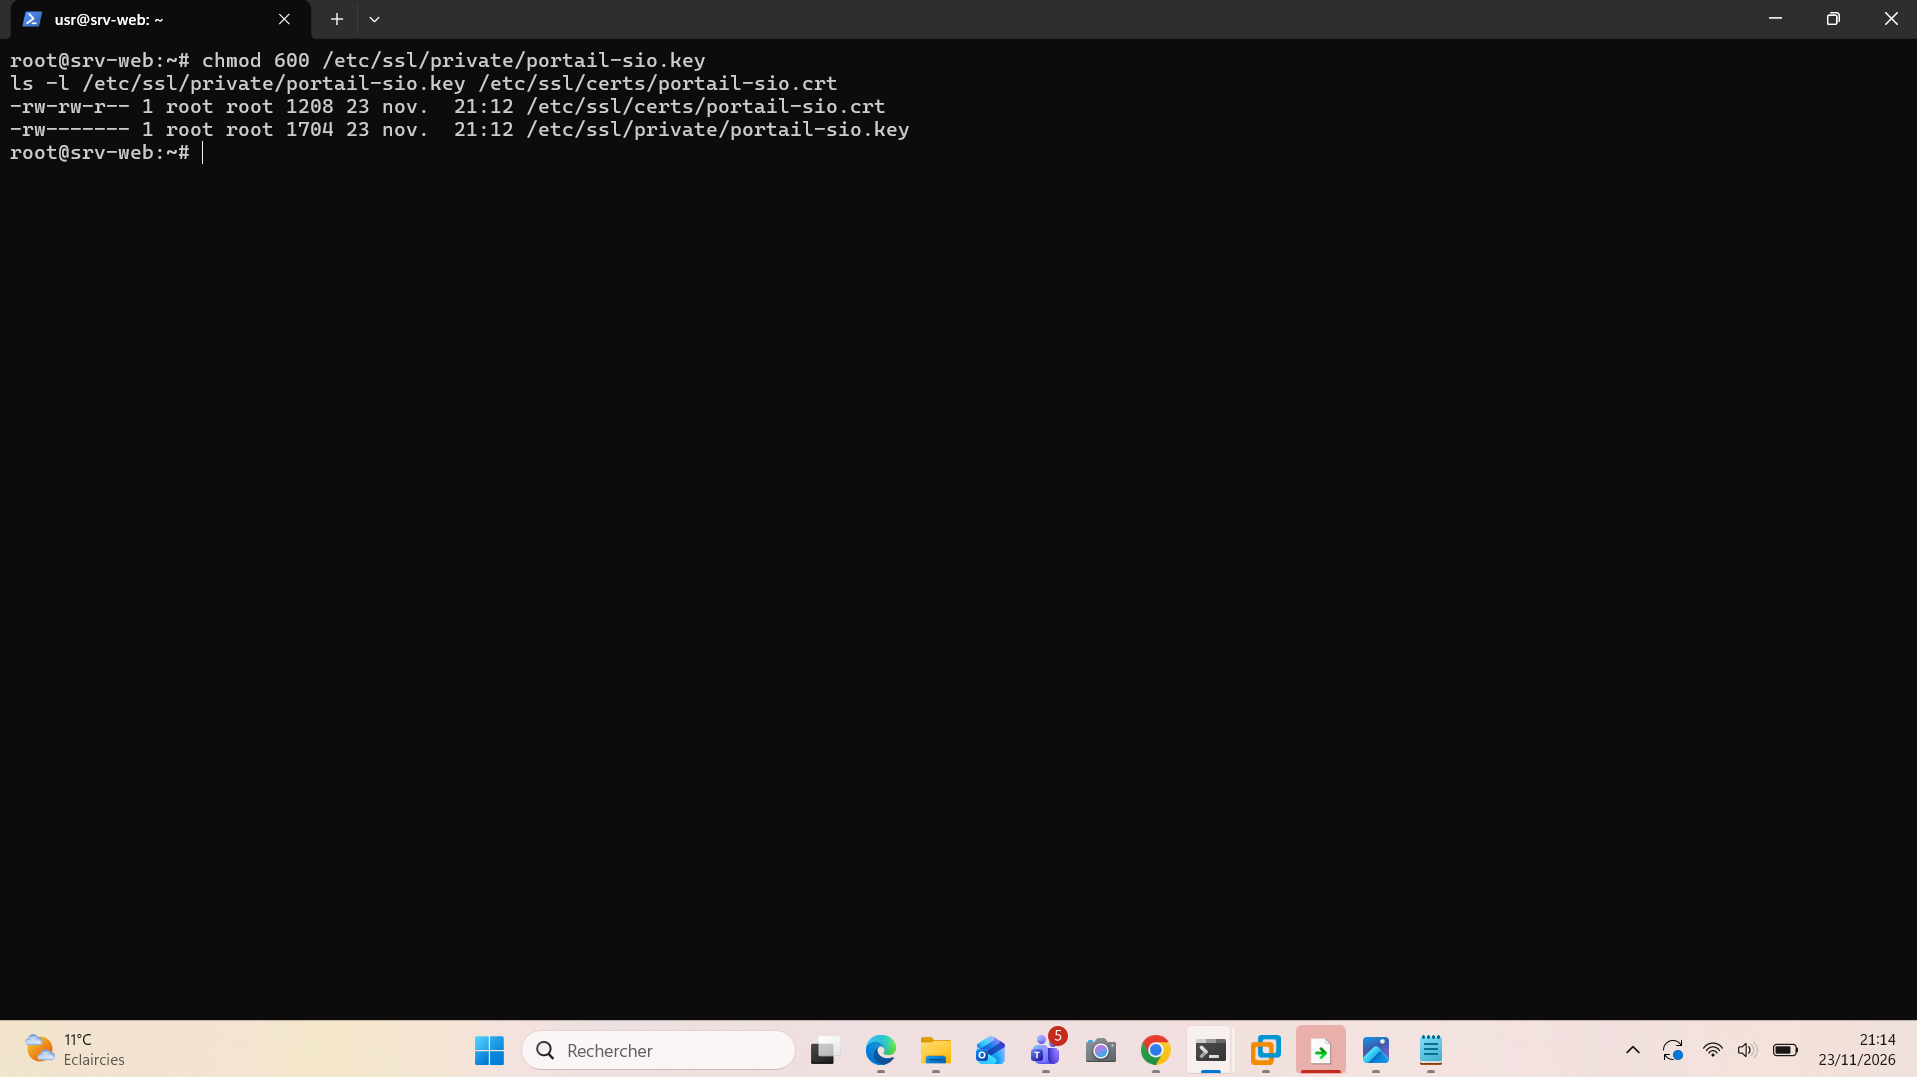 usr@srv-web: ~
root@srv-web:~# chmod 600 /etc/ssl/private/portail-sio.key
ls -l /etc/ssl/private/portail-sio.key /etc/ssl/certs/portail-sio.crt
-rw-rw-r-- 1 root root 1208 23 nov.  21:12 /etc/ssl/certs/portail-sio.crt
-rw------- 1 root root 1704 23 nov.  21:12 /etc/ssl/private/portail-sio.key
root@srv-web:~#
11°C
Eclaircies
Rechercher
5
21:14
23/11/2026